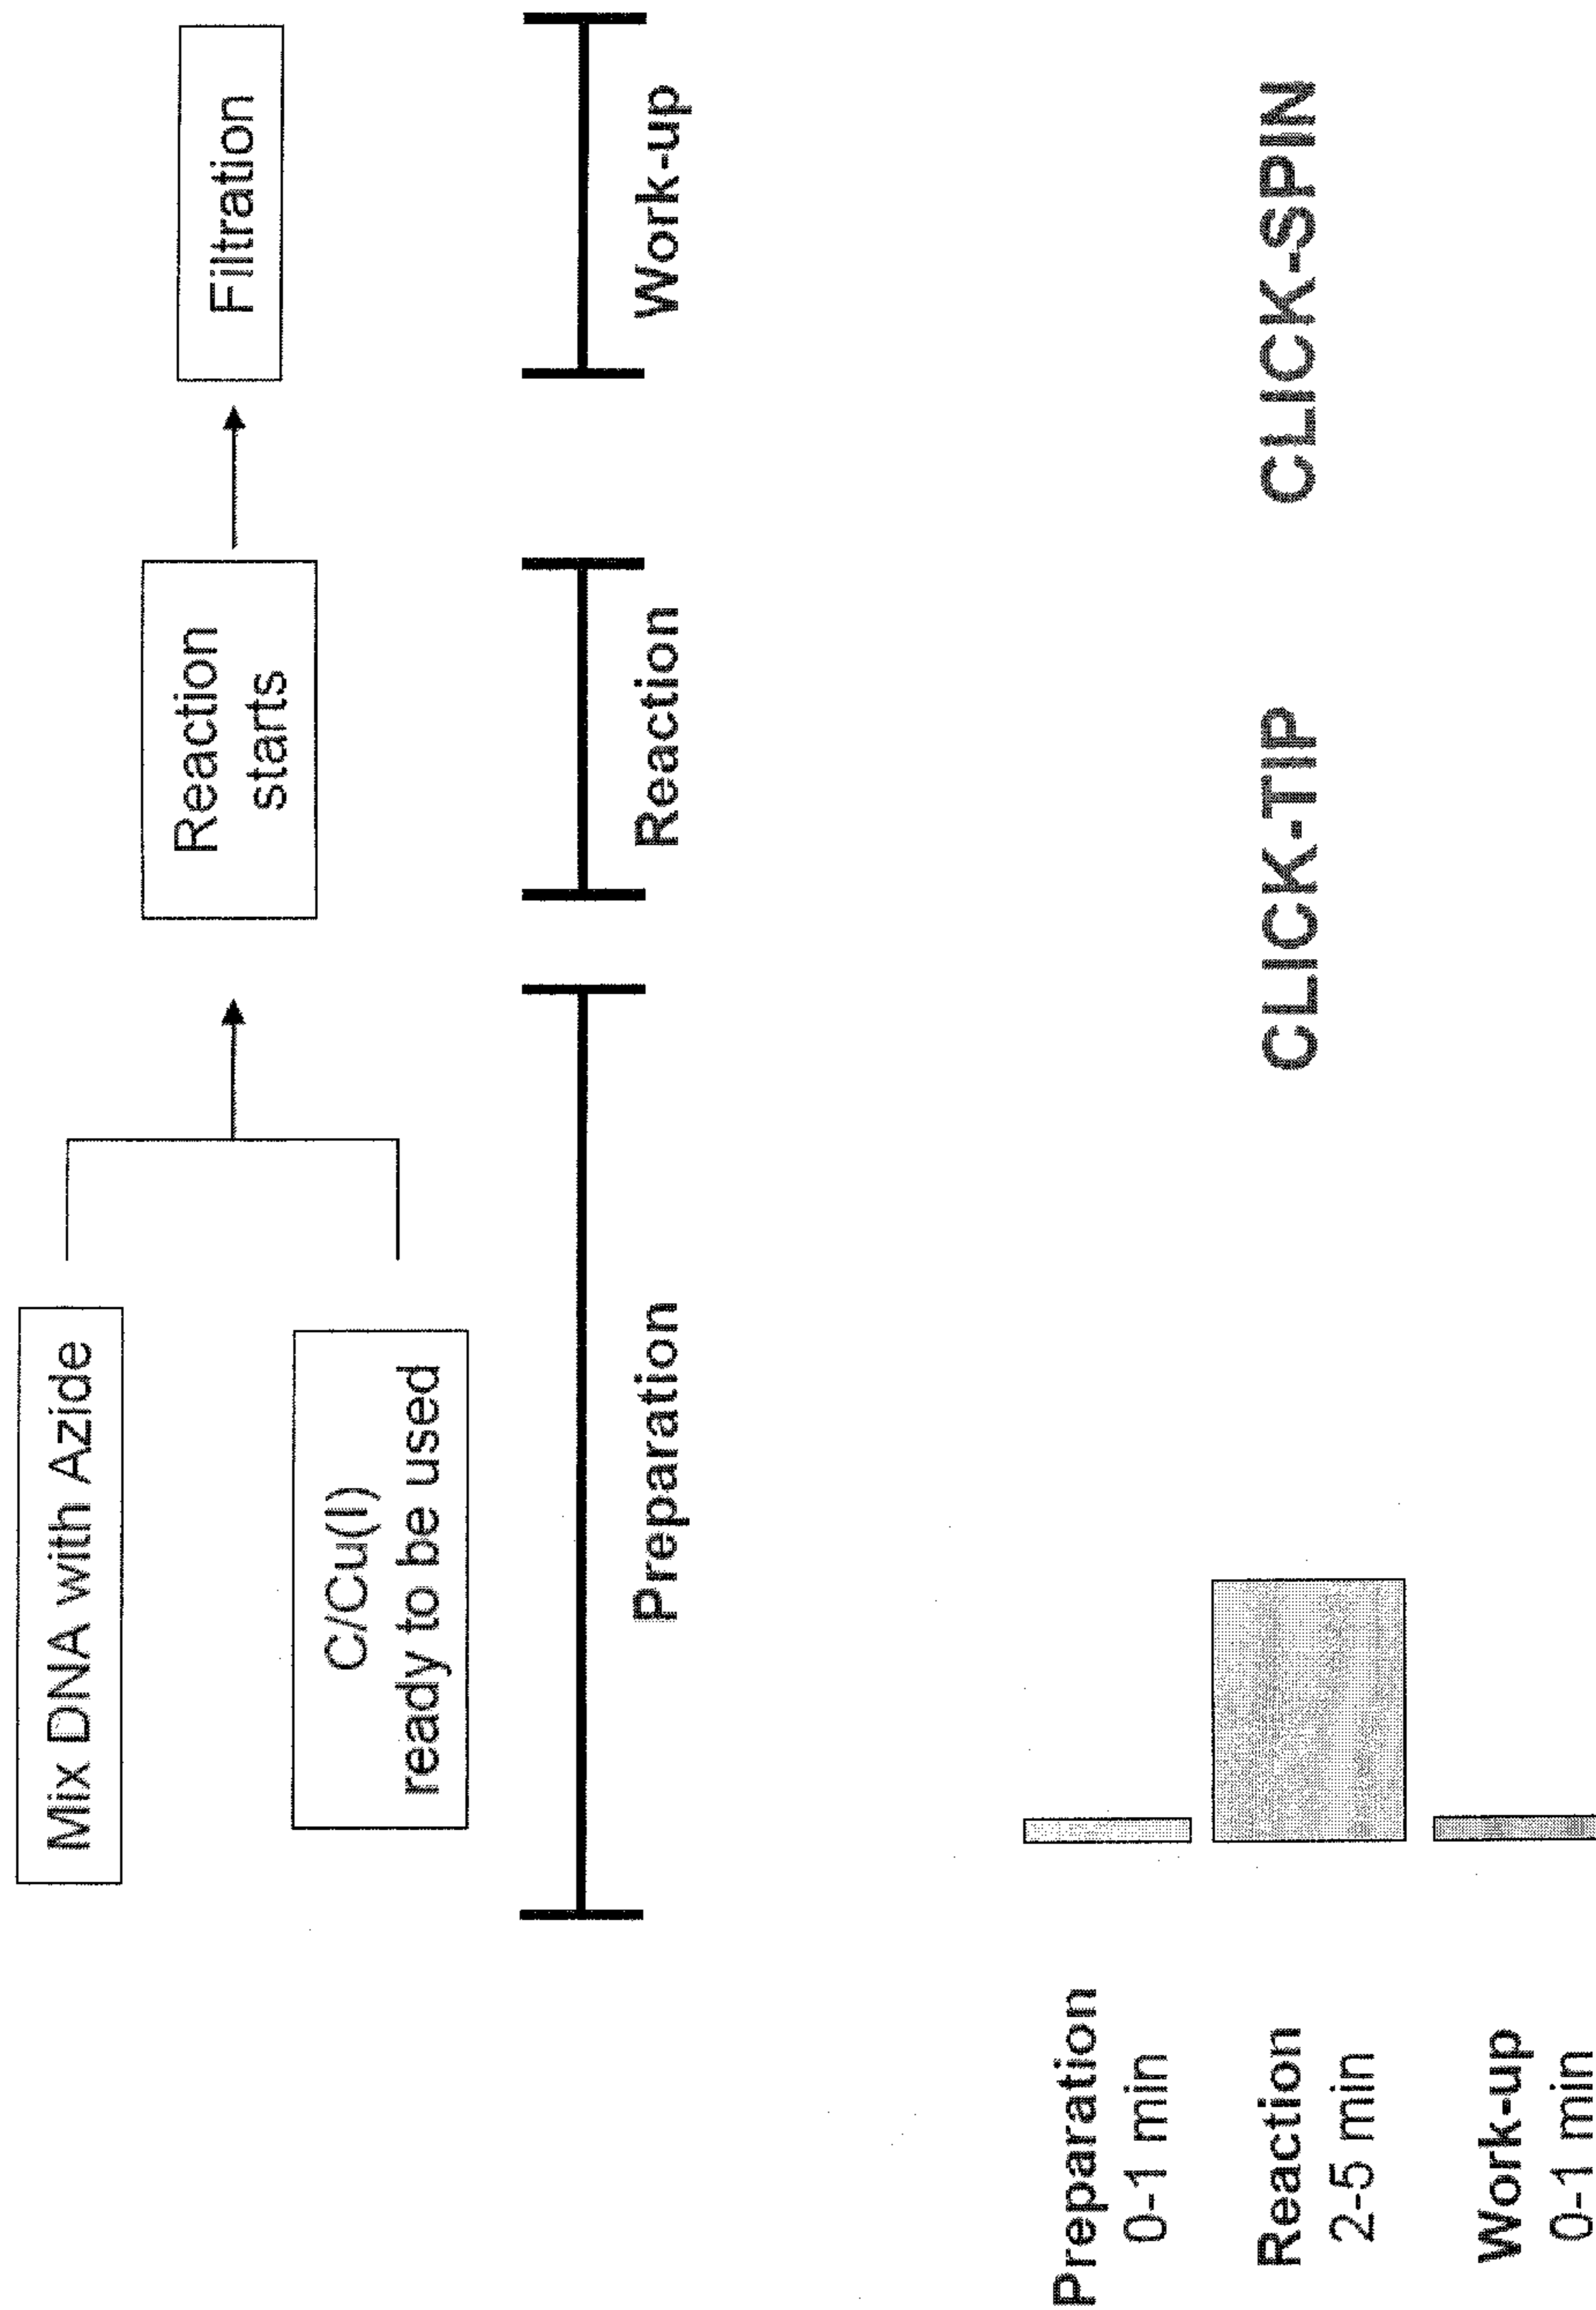 Mix DNA with Azide
C/Cu(I)
ready to be used
Reaction
starts
Filtration
Preparation
Reaction
Work-up
Preparation
0-1 min
Reaction
2-5 min
Work-up
0-1 min
CLICK-TIP
CLICK-SPIN